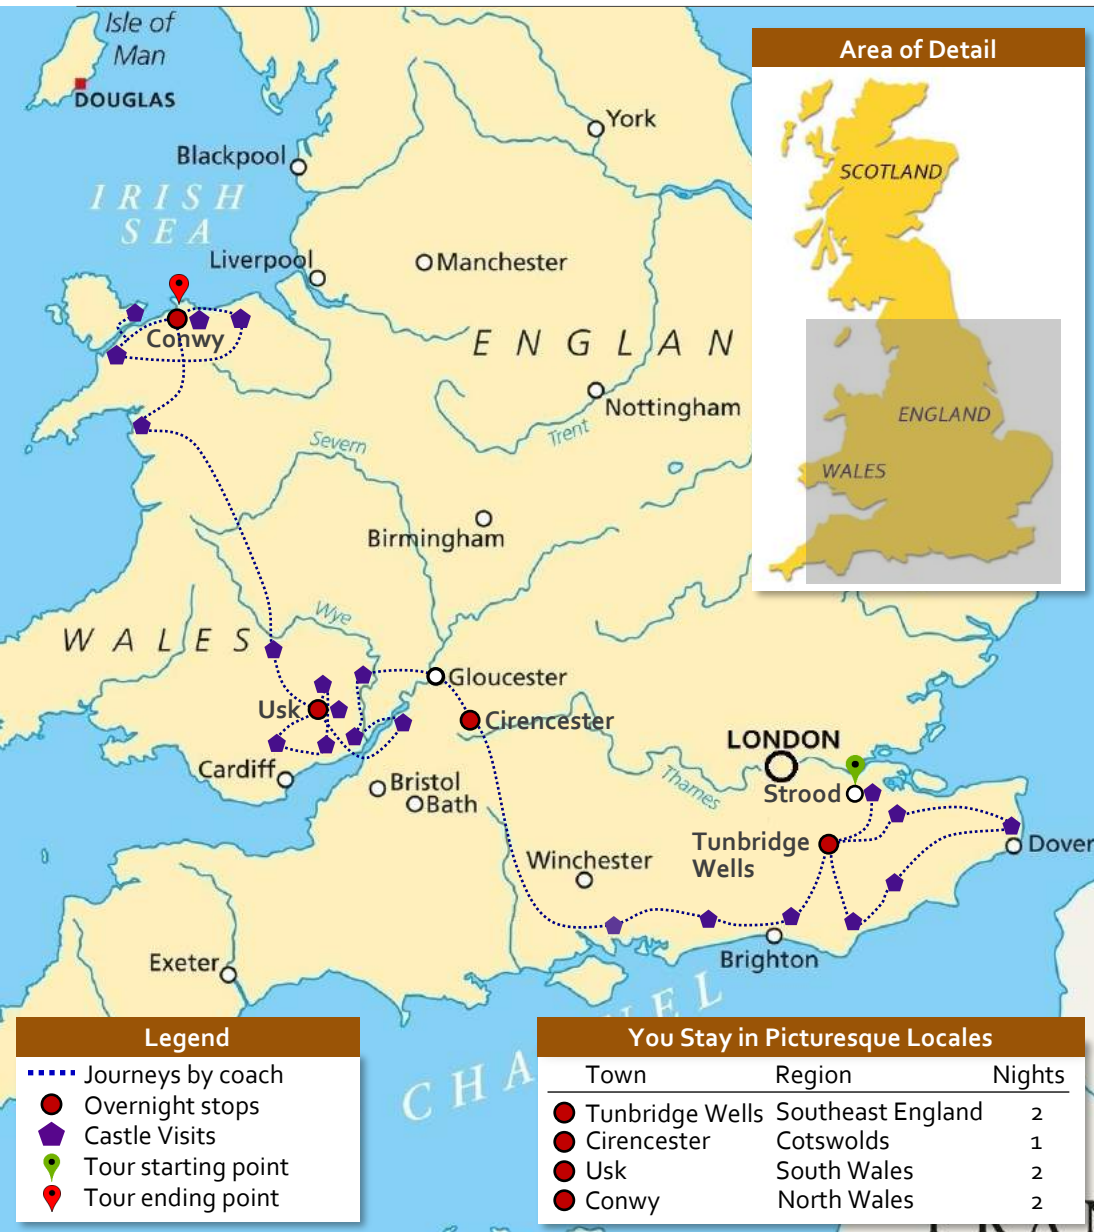 Isle of
Man
DOUGLAS
York
Blackpool
IRISH
SEA
Liverpool
Manchester
Conwy
ENGLAN
Nottingham
Trent
Severn
Birmingham
Wye
WALES
Gloucester
Usk
Cirencester
LONDON
Cardiff
Bristol
Bath
Thames
Strood
Tunbridge
Wells
Dover
Winchester
Brighton
Exeter
CHA
NEL
Area of Detail
SCOTLAND
ENGLAND
WALES
Legend
Journeys by coach
Overnight stops
Castle Visits
Tour starting point
Tour ending point
You Stay in Picturesque Locales
Town Region Nights
Tunbridge Wells Southeast England 2
Cirencester Cotswolds 1
Usk South Wales 2
Conwy North Wales 2